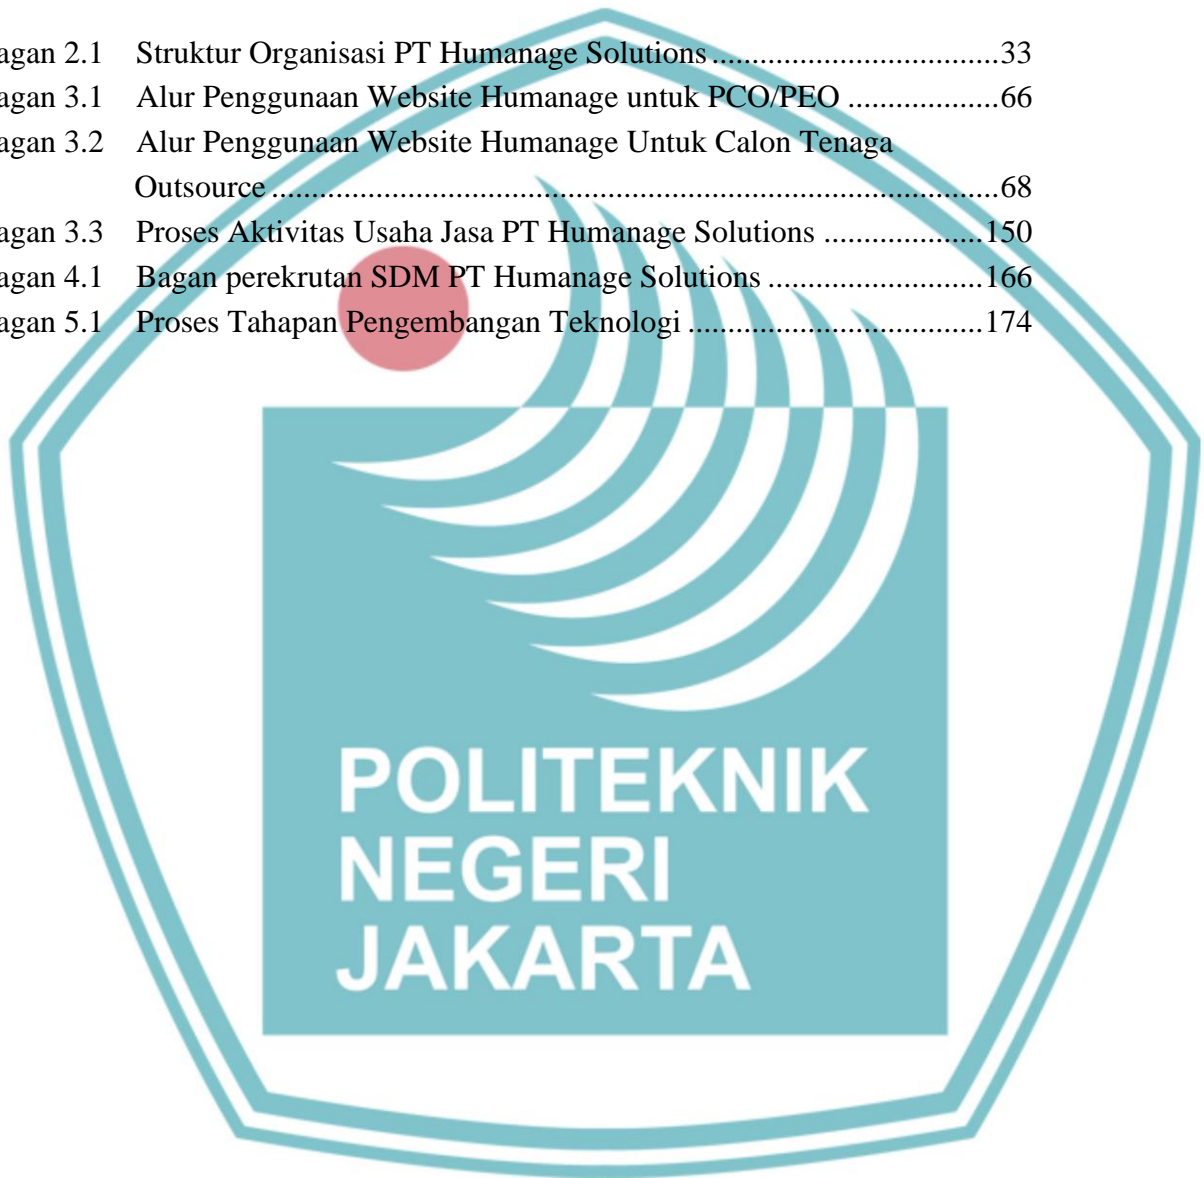 agan 2.1 Struktur Organisasi PT Humanage Solutions ..................................33
agan 3.1 Alur Penggunaan Website Humanage untuk PCO/PEO ..................66
agan 3.2 Alur Penggunaan Website Humanage Untuk Calon Tenaga
Outsource .......................................................................................68
agan 3.3 Proses Aktivitas Usaha Jasa PT Humanage Solutions ...................150
agan 4.1 Bagan perekrutan SDM PT Humanage Solutions ..........................166
agan 5.1 Proses Tahapan Pengembangan Teknologi ...................................174
POLITEKNIK
NEGERI
JAKARTA